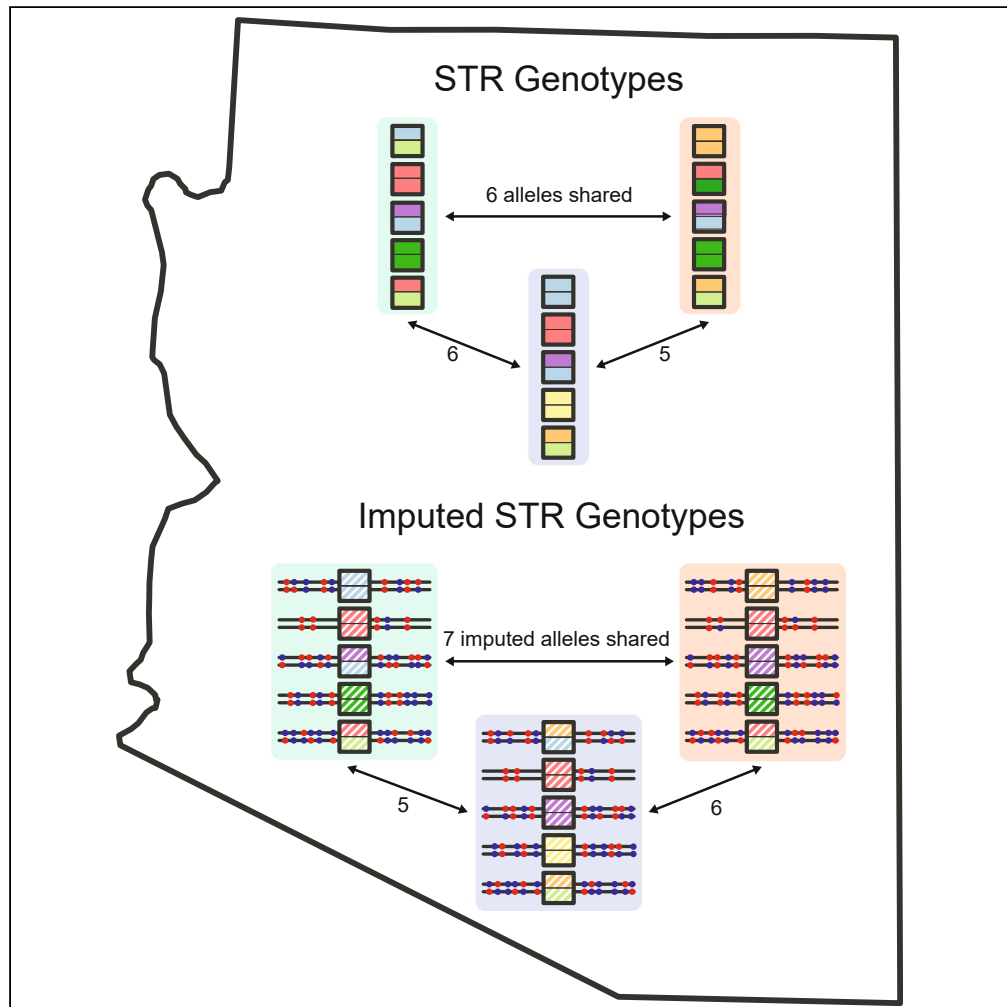 STR Genotypes
6 alleles shared
6
5
Imputed STR Genotypes
7 imputed alleles shared
5
6